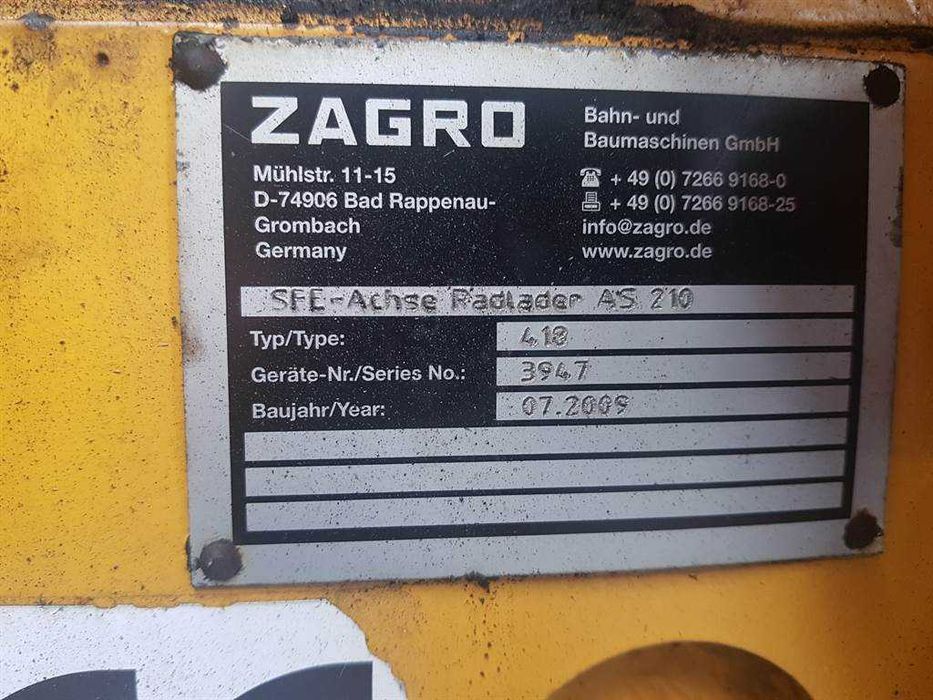 ZAGRO
Bahn- und
Baumaschinen GmbH
Mühlstr. 11-15
D-74906 Bad Rappenau-
Grombach
Germany
☎ + 49 (0) 7266 9168-0
+ 49 (0) 7266 9168-25
info@zagro.de
www.zagro.de
SFE-Achse Radlader AS 210
Typ/Type: 410
Geräte-Nr./Series No.: 3947
Baujahr/Year: 07.2009